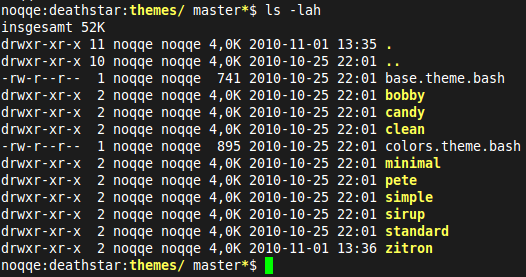 noqqe:deathstar:themes/ master*$ ls -lah
insgesamt 52K
drwxr-xr-x 11 noqqe noqqe 4,0K 2010-11-01 13:35 .
drwxr-xr-x 10 noqqe noqqe 4,0K 2010-10-25 22:01 ..
-rw-r--r--  1 noqqe noqqe  741 2010-10-25 22:01 base.theme.bash
drwxr-xr-x  2 noqqe noqqe 4,0K 2010-10-25 22:01 bobby
drwxr-xr-x  2 noqqe noqqe 4,0K 2010-10-25 22:01 candy
drwxr-xr-x  2 noqqe noqqe 4,0K 2010-10-25 22:01 clean
-rw-r--r--  1 noqqe noqqe  895 2010-10-25 22:01 colors.theme.bash
drwxr-xr-x  2 noqqe noqqe 4,0K 2010-10-25 22:01 minimal
drwxr-xr-x  2 noqqe noqqe 4,0K 2010-10-25 22:01 pete
drwxr-xr-x  2 noqqe noqqe 4,0K 2010-10-25 22:01 simple
drwxr-xr-x  2 noqqe noqqe 4,0K 2010-10-25 22:01 sirup
drwxr-xr-x  2 noqqe noqqe 4,0K 2010-10-25 22:01 standard
drwxr-xr-x  2 noqqe noqqe 4,0K 2010-11-01 13:36 zitron
noqqe:deathstar:themes/ master*$